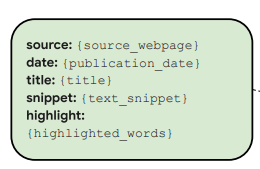 source: {source_webpage}
date: {publication_date}
title: {title}
snippet: {text_snippet}
highlight:
{highlighted_words}